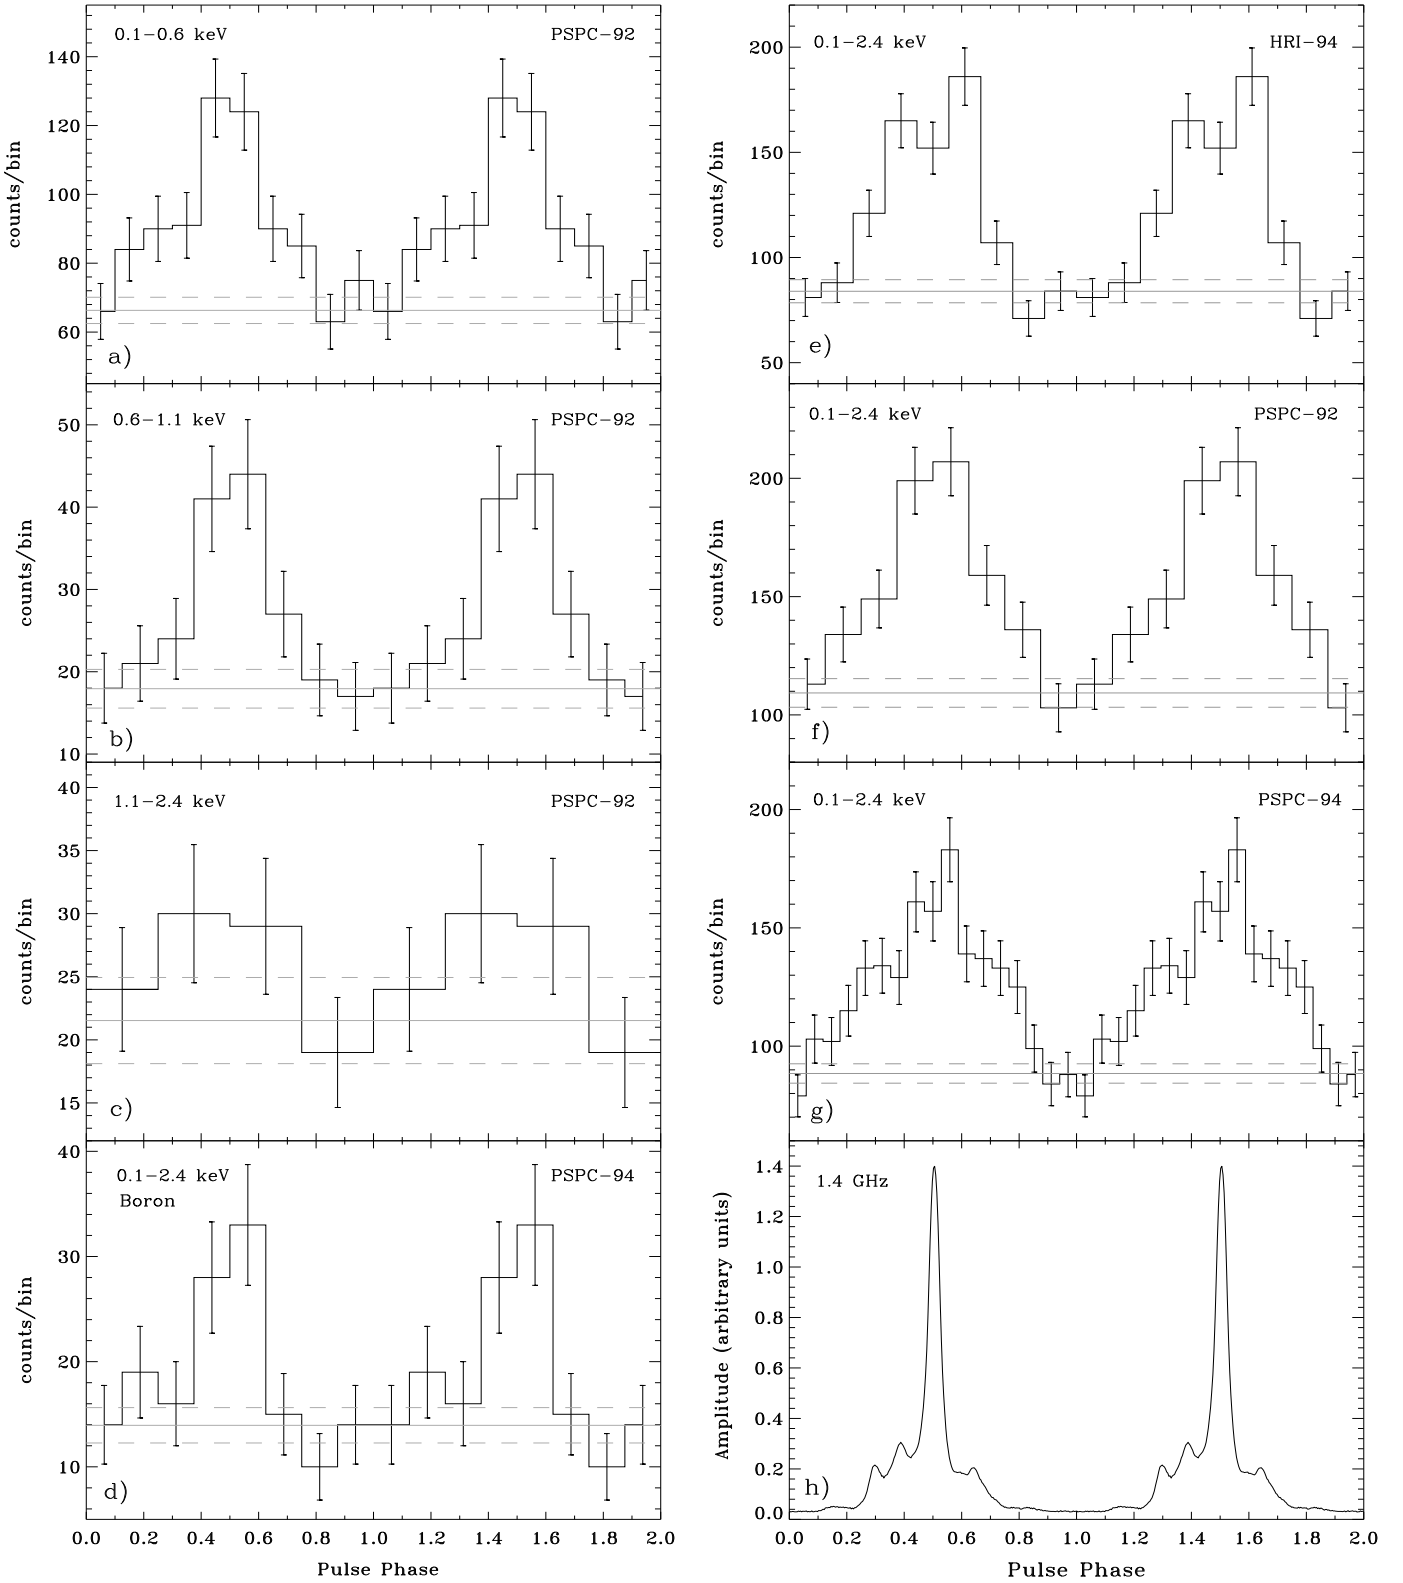 0.1−0.6 keV PSPC−92
140
120
100
80
60
counts/bin
a)
0.6−1.1 keV PSPC−92
50
40
30
20
10
counts/bin
b)
1.1−2.4 keV PSPC−92
40
35
30
25
20
15
counts/bin
c)
0.1−2.4 keV PSPC−94
Boron
40
30
20
10
counts/bin
d)
0.0 0.2 0.4 0.6 0.8 1.0 1.2 1.4 1.6 1.8 2.0
Pulse Phase
0.1−2.4 keV HRI−94
200
150
100
50
counts/bin
e)
0.1−2.4 keV PSPC−92
200
150
100
counts/bin
f)
0.1−2.4 keV PSPC−94
200
150
100
counts/bin
g)
1.4 GHz
1.4
1.2
1.0
0.8
0.6
0.4
0.2
0.0
Amplitude (arbitrary units)
h)
0.0 0.2 0.4 0.6 0.8 1.0 1.2 1.4 1.6 1.8 2.0
Pulse Phase